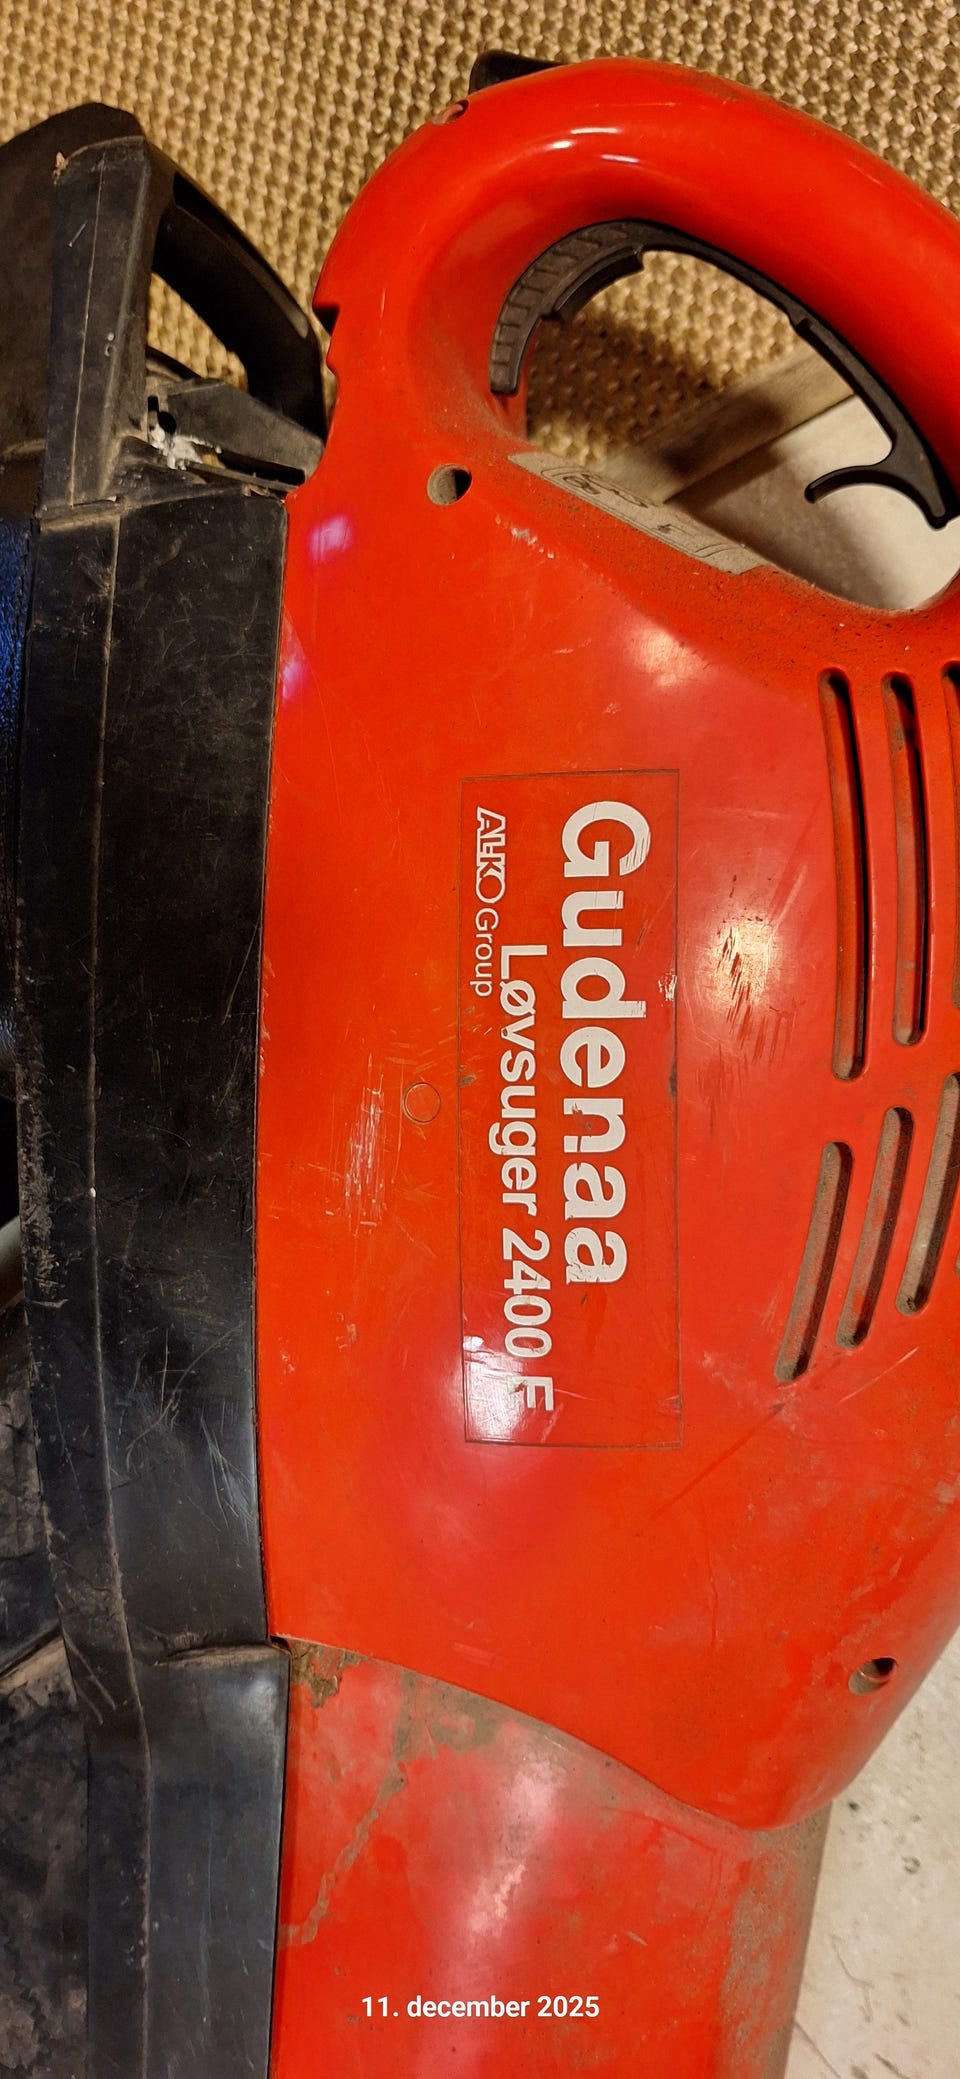 Gudenaa
Løvsuger 2400 E
AL-KO Group
11. december 2025